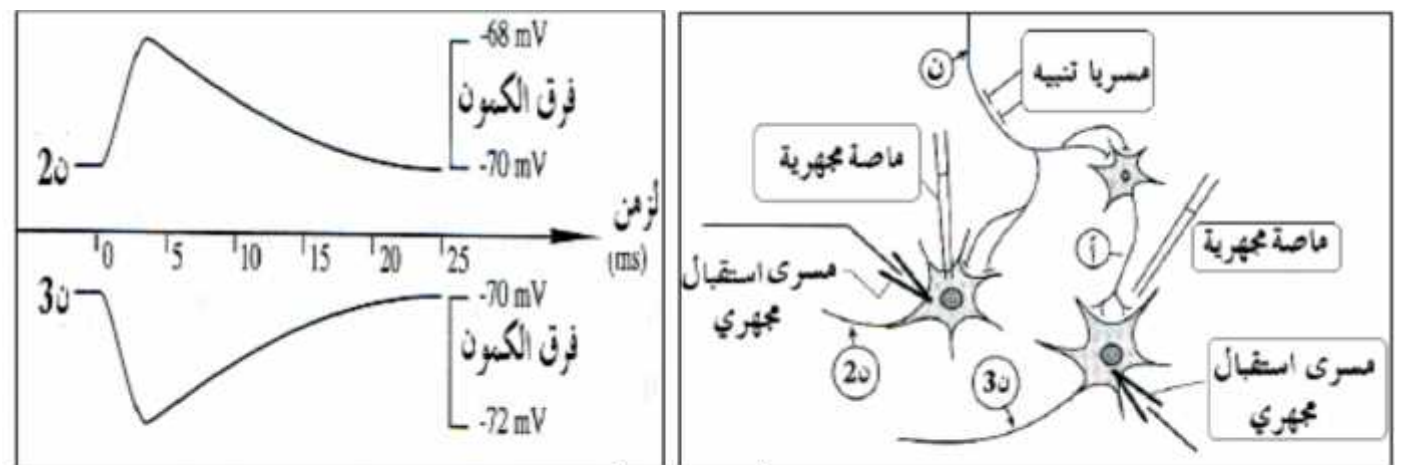 -68 mV
فرق الكمون
-70 mV
ن2
لزمن
(ms)
0
5
10
15
20
25
ن3
-70 mV
فرق الكمون
-72 mV
ن
مسريا تنبيه
ماصة مجهرية
أ
ماصة مجهرية
مسرى استقبال
مجهري
ن2
ن3
مسرى استقبال
مجهري